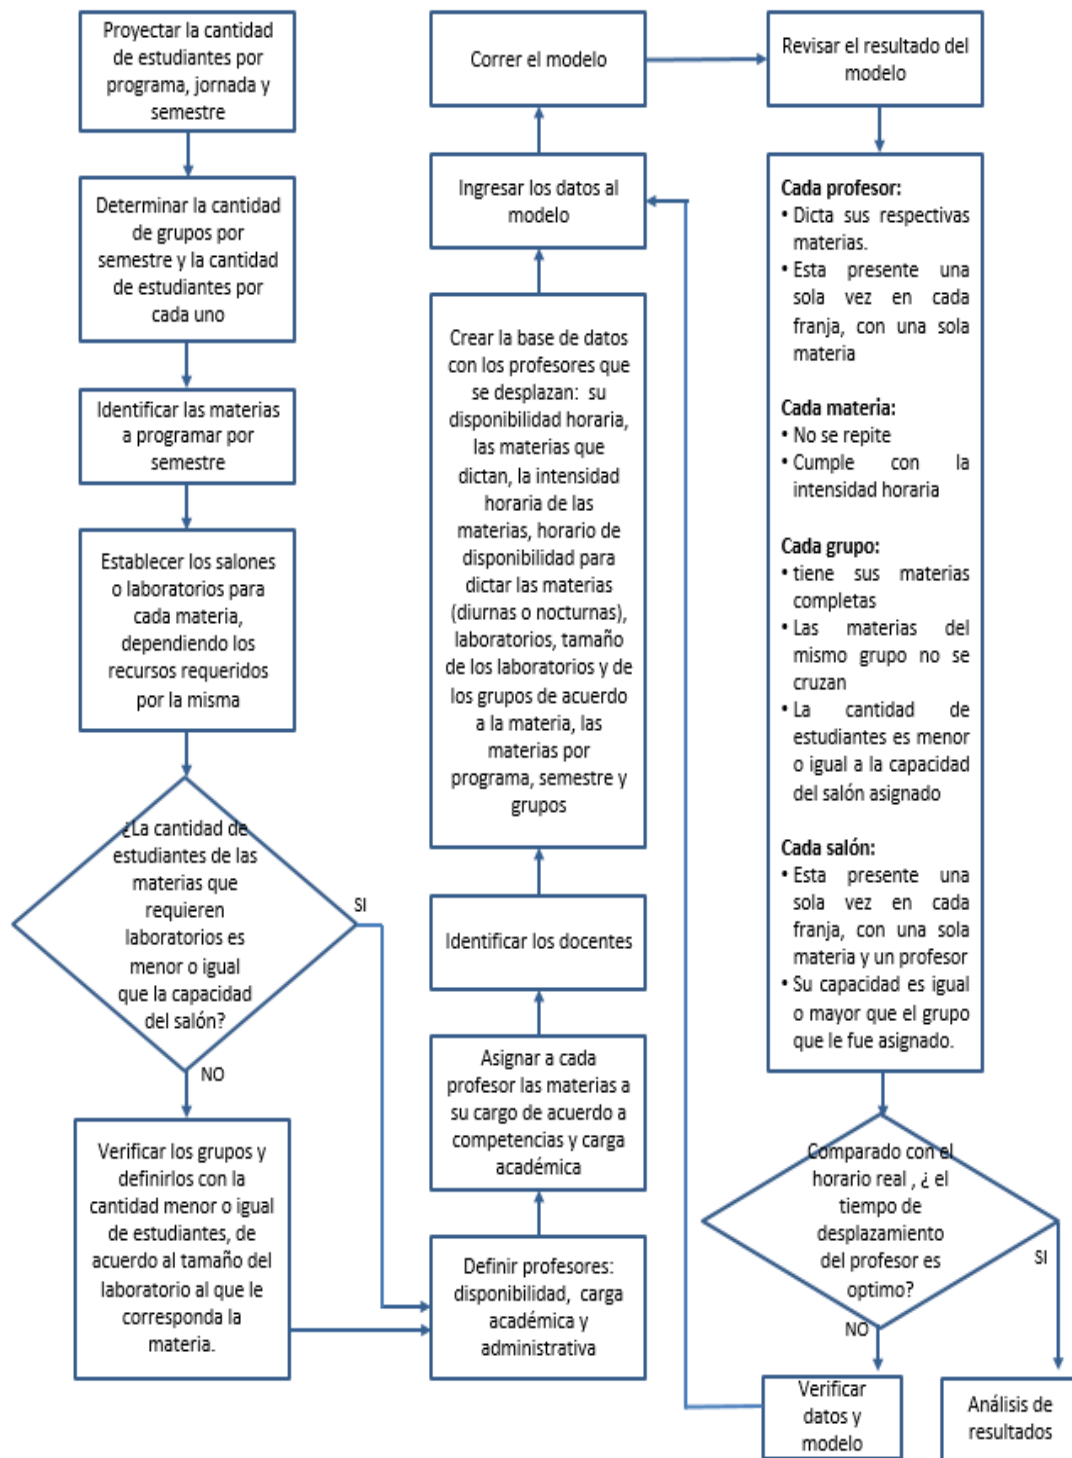 Proyectar la cantidad
de estudiantes por
programa, jornada y
semestre
Determinar la cantidad
de grupos por
semestre y la cantidad
de estudiantes por
cada uno
Identificar las materias
a programar por
semestre
Establecer los salones
o laboratorios para
cada materia,
dependiendo los
recursos requeridos
por la misma
¿La cantidad de
estudiantes de las
materias que
requieren
laboratorios es
menor o igual
que la capacidad
del salón?
SI
NO
Verificar los grupos y
definirlos con la
cantidad menor o igual
de estudiantes, de
acuerdo al tamaño del
laboratorio al que le
corresponda la
materia.
Definir profesores:
disponibilidad, carga
académica y
administrativa
Asignar a cada
profesor las materias a
su cargo de acuerdo a
competencias y carga
académica
Identificar los docentes
Crear la base de datos
con los profesores que
se desplazan: su
disponibilidad horaria,
las materias que
dictan, la intensidad
horaria de las
materias, horario de
disponibilidad para
dictar las materias
(diurnas o nocturnas),
laboratorios, tamaño
de los laboratorios y de
los grupos de acuerdo
a la materia, las
materias por
programa, semestre y
grupos
Ingresar los datos al
modelo
Correr el modelo
Revisar el resultado del
modelo
Cada profesor:
• Dicta sus respectivas
materias.
• Esta presente una
sola vez en cada
franja, con una sola
materia
Cada materia:
• No se repite
• Cumple con la
intensidad horaria
Cada grupo:
• tiene sus materias
completas
• Las materias del
mismo grupo no se
cruzan
• La cantidad de
estudiantes es menor
o igual a la capacidad
del salón asignado
Cada salón:
• Esta presente una
sola vez en cada
franja, con una sola
materia y un profesor
• Su capacidad es igual
o mayor que el grupo
que le fue asignado.
Comparado con el
horario real , ¿ el
tiempo de
desplazamiento
del profesor es
optimo?
SI
NO
Verificar
datos y
modelo
Análisis de
resultados